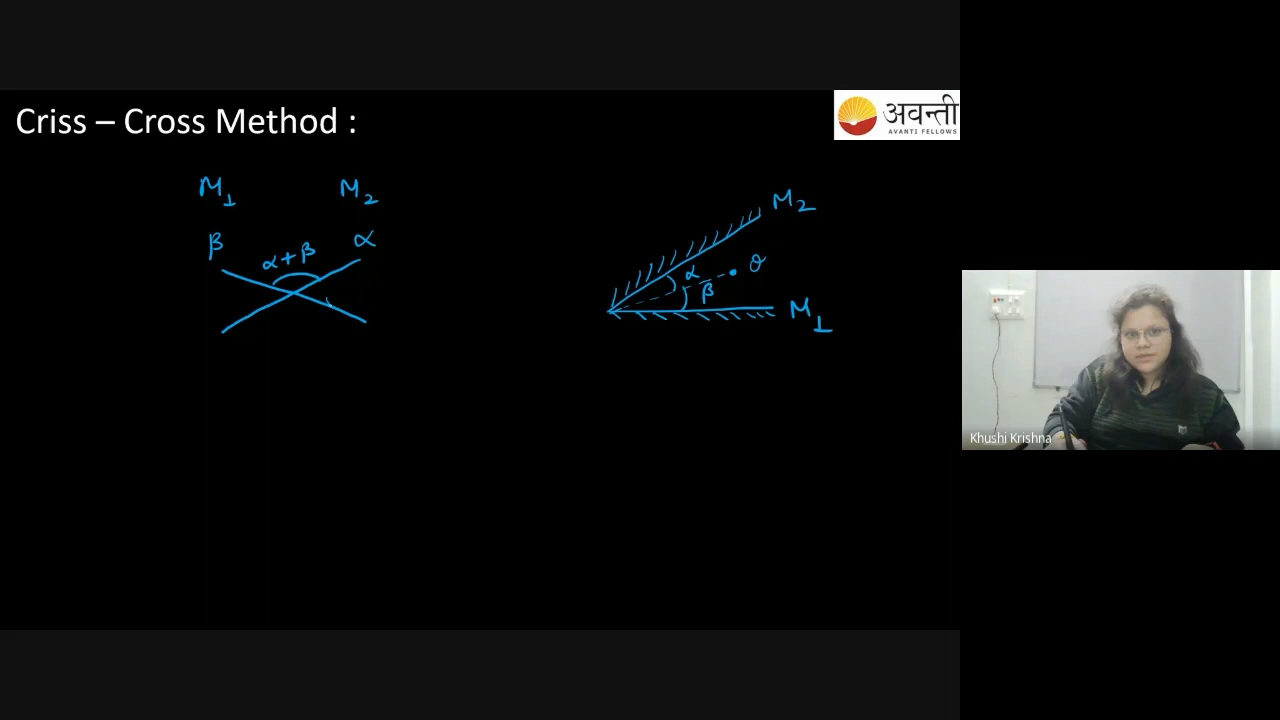 Criss – Cross Method :
अवन्ती
AVANTI FELLOWS
M₁ M₂
β α
α+β
M₂
α
β
O
M₁
Khushi Krishna